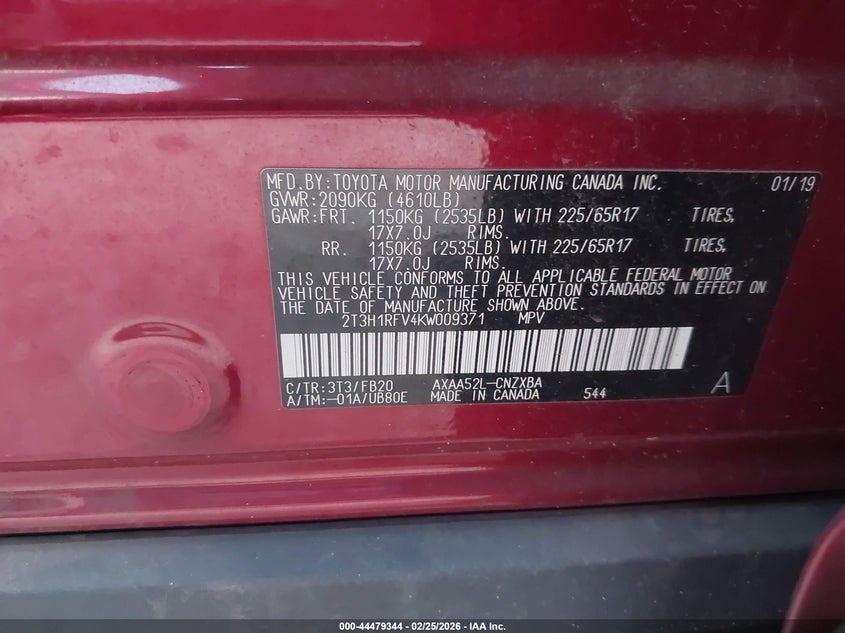 MFD.BY:TOYOTA MOTOR MANUFACTURING CANADA INC. 01/19
GVWR:2090KG (4610LB)
GAWR:FRT. 1150KG (2535LB) WITH 225/65R17 TIRES,
17X7.0J RIMS.
RR. 1150KG (2535LB) WITH 225/65R17 TIRES,
17X7.0J RIMS.
THIS VEHICLE CONFORMS TO ALL APPLICABLE FEDERAL MOTOR
VEHICLE SAFETY AND THEFT PREVENTION STANDARDS IN EFFECT ON
THE DATE OF MANUFACTURE SHOWN ABOVE.
2T3H1RFV4KW009371 MPV
C/TR:3T3/FB20 AXAA52L-CNZXBA
A/TM:-01A/UB80E MADE IN CANADA 544 A
000-44479344 / 02/25/2026 - IAA Inc.